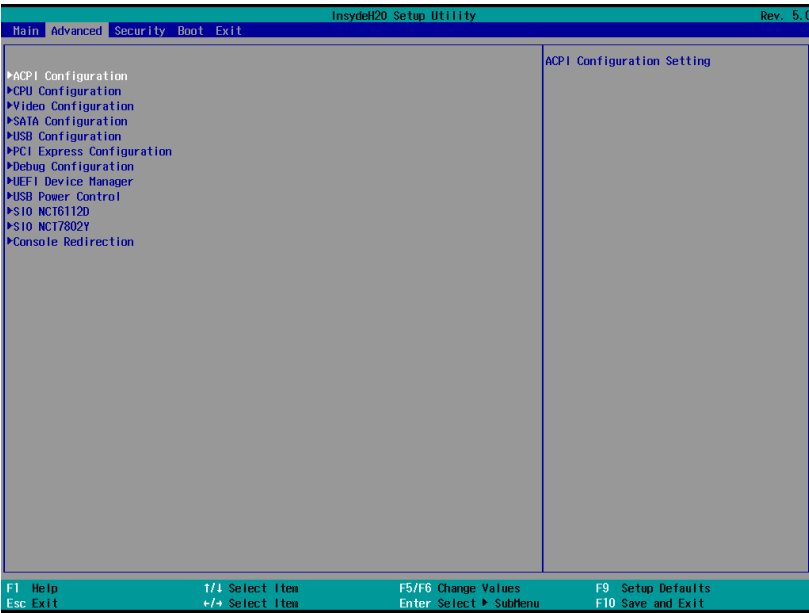 InsydeH20 Setup Utility Rev. 5.0
Main Advanced Security Boot Exit
ACPI Configuration Setting
▶ACPI Configuration
▶CPU Configuration
▶Video Configuration
▶SATA Configuration
▶USB Configuration
▶PCI Express Configuration
▶Debug Configuration
▶UEFI Device Manager
▶USB Power Control
▶SIO NCT6112D
▶SIO NCT7802Y
▶Console Redirection
F1 Help ↑/↓ Select Item F5/F6 Change Values F9 Setup Defaults
Esc Exit ←/→ Select Item Enter Select ▶ SubMenu F10 Save and Exit